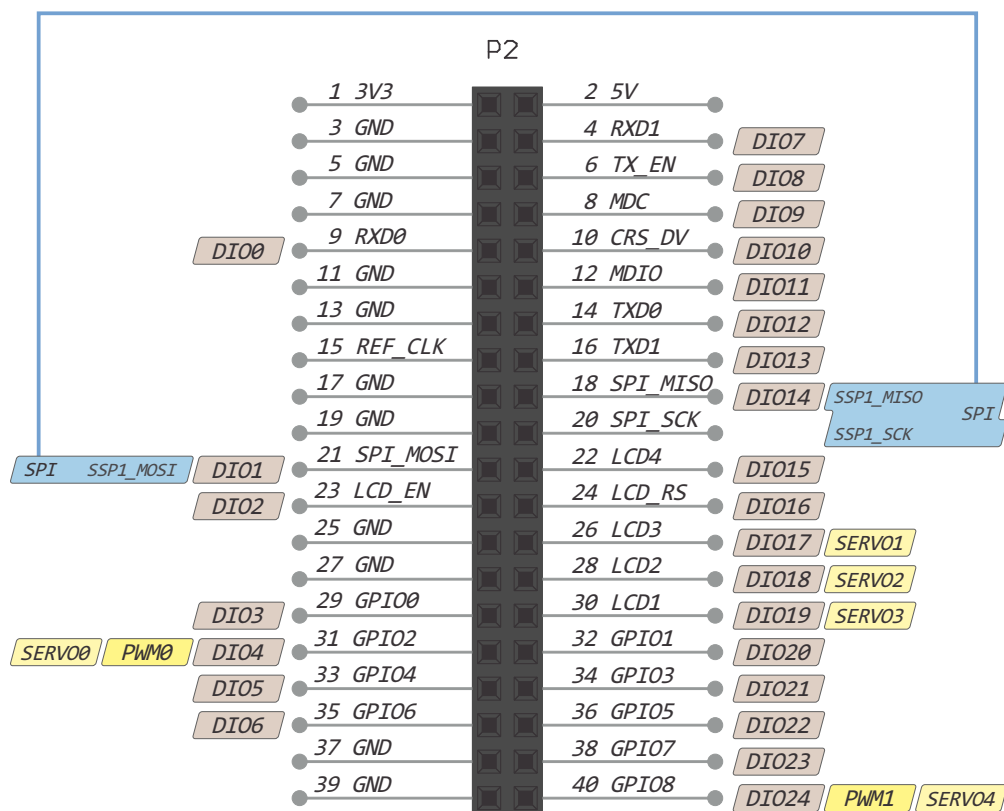 P2
1 3V3 2 5V
3 GND 4 RXD1 DIO7
5 GND 6 TX_EN DIO8
7 GND 8 MDC DIO9
DIO0 9 RXD0 10 CRS_DV DIO10
11 GND 12 MDIO DIO11
13 GND 14 TXD0 DIO12
15 REF_CLK 16 TXD1 DIO13
17 GND 18 SPI_MISO DIO14 SSP1_MISO SPI
19 GND 20 SPI_SCK SSP1_SCK
SPI SSP1_MOSI DIO1 21 SPI_MOSI 22 LCD4 DIO15
DIO2 23 LCD_EN 24 LCD_RS DIO16
25 GND 26 LCD3 DIO17 SERVO1
27 GND 28 LCD2 DIO18 SERVO2
DIO3 29 GPIO0 30 LCD1 DIO19 SERVO3
SERVO0 PWM0 DIO4 31 GPIO2 32 GPIO1 DIO20
DIO5 33 GPIO4 34 GPIO3 DIO21
DIO6 35 GPIO6 36 GPIO5 DIO22
37 GND 38 GPIO7 DIO23
39 GND 40 GPIO8 DIO24 PWM1 SERVO4